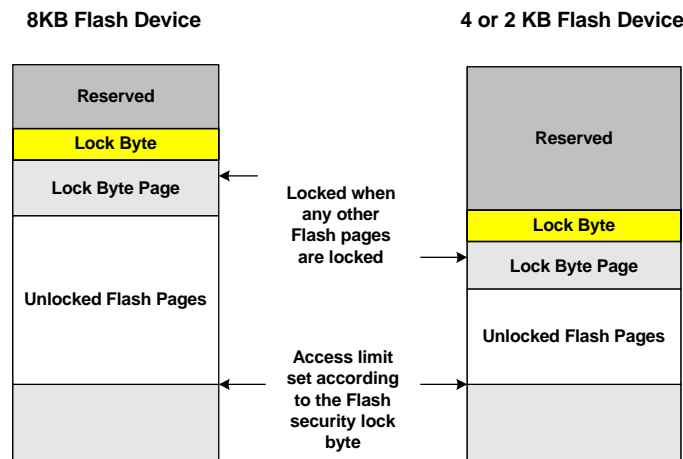 8KB Flash Device
4 or 2 KB Flash Device
Reserved
Lock Byte
Lock Byte Page
Unlocked Flash Pages
Locked when
any other
Flash pages
are locked
Access limit
set according
to the Flash
security lock
byte
Reserved
Lock Byte
Lock Byte Page
Unlocked Flash Pages